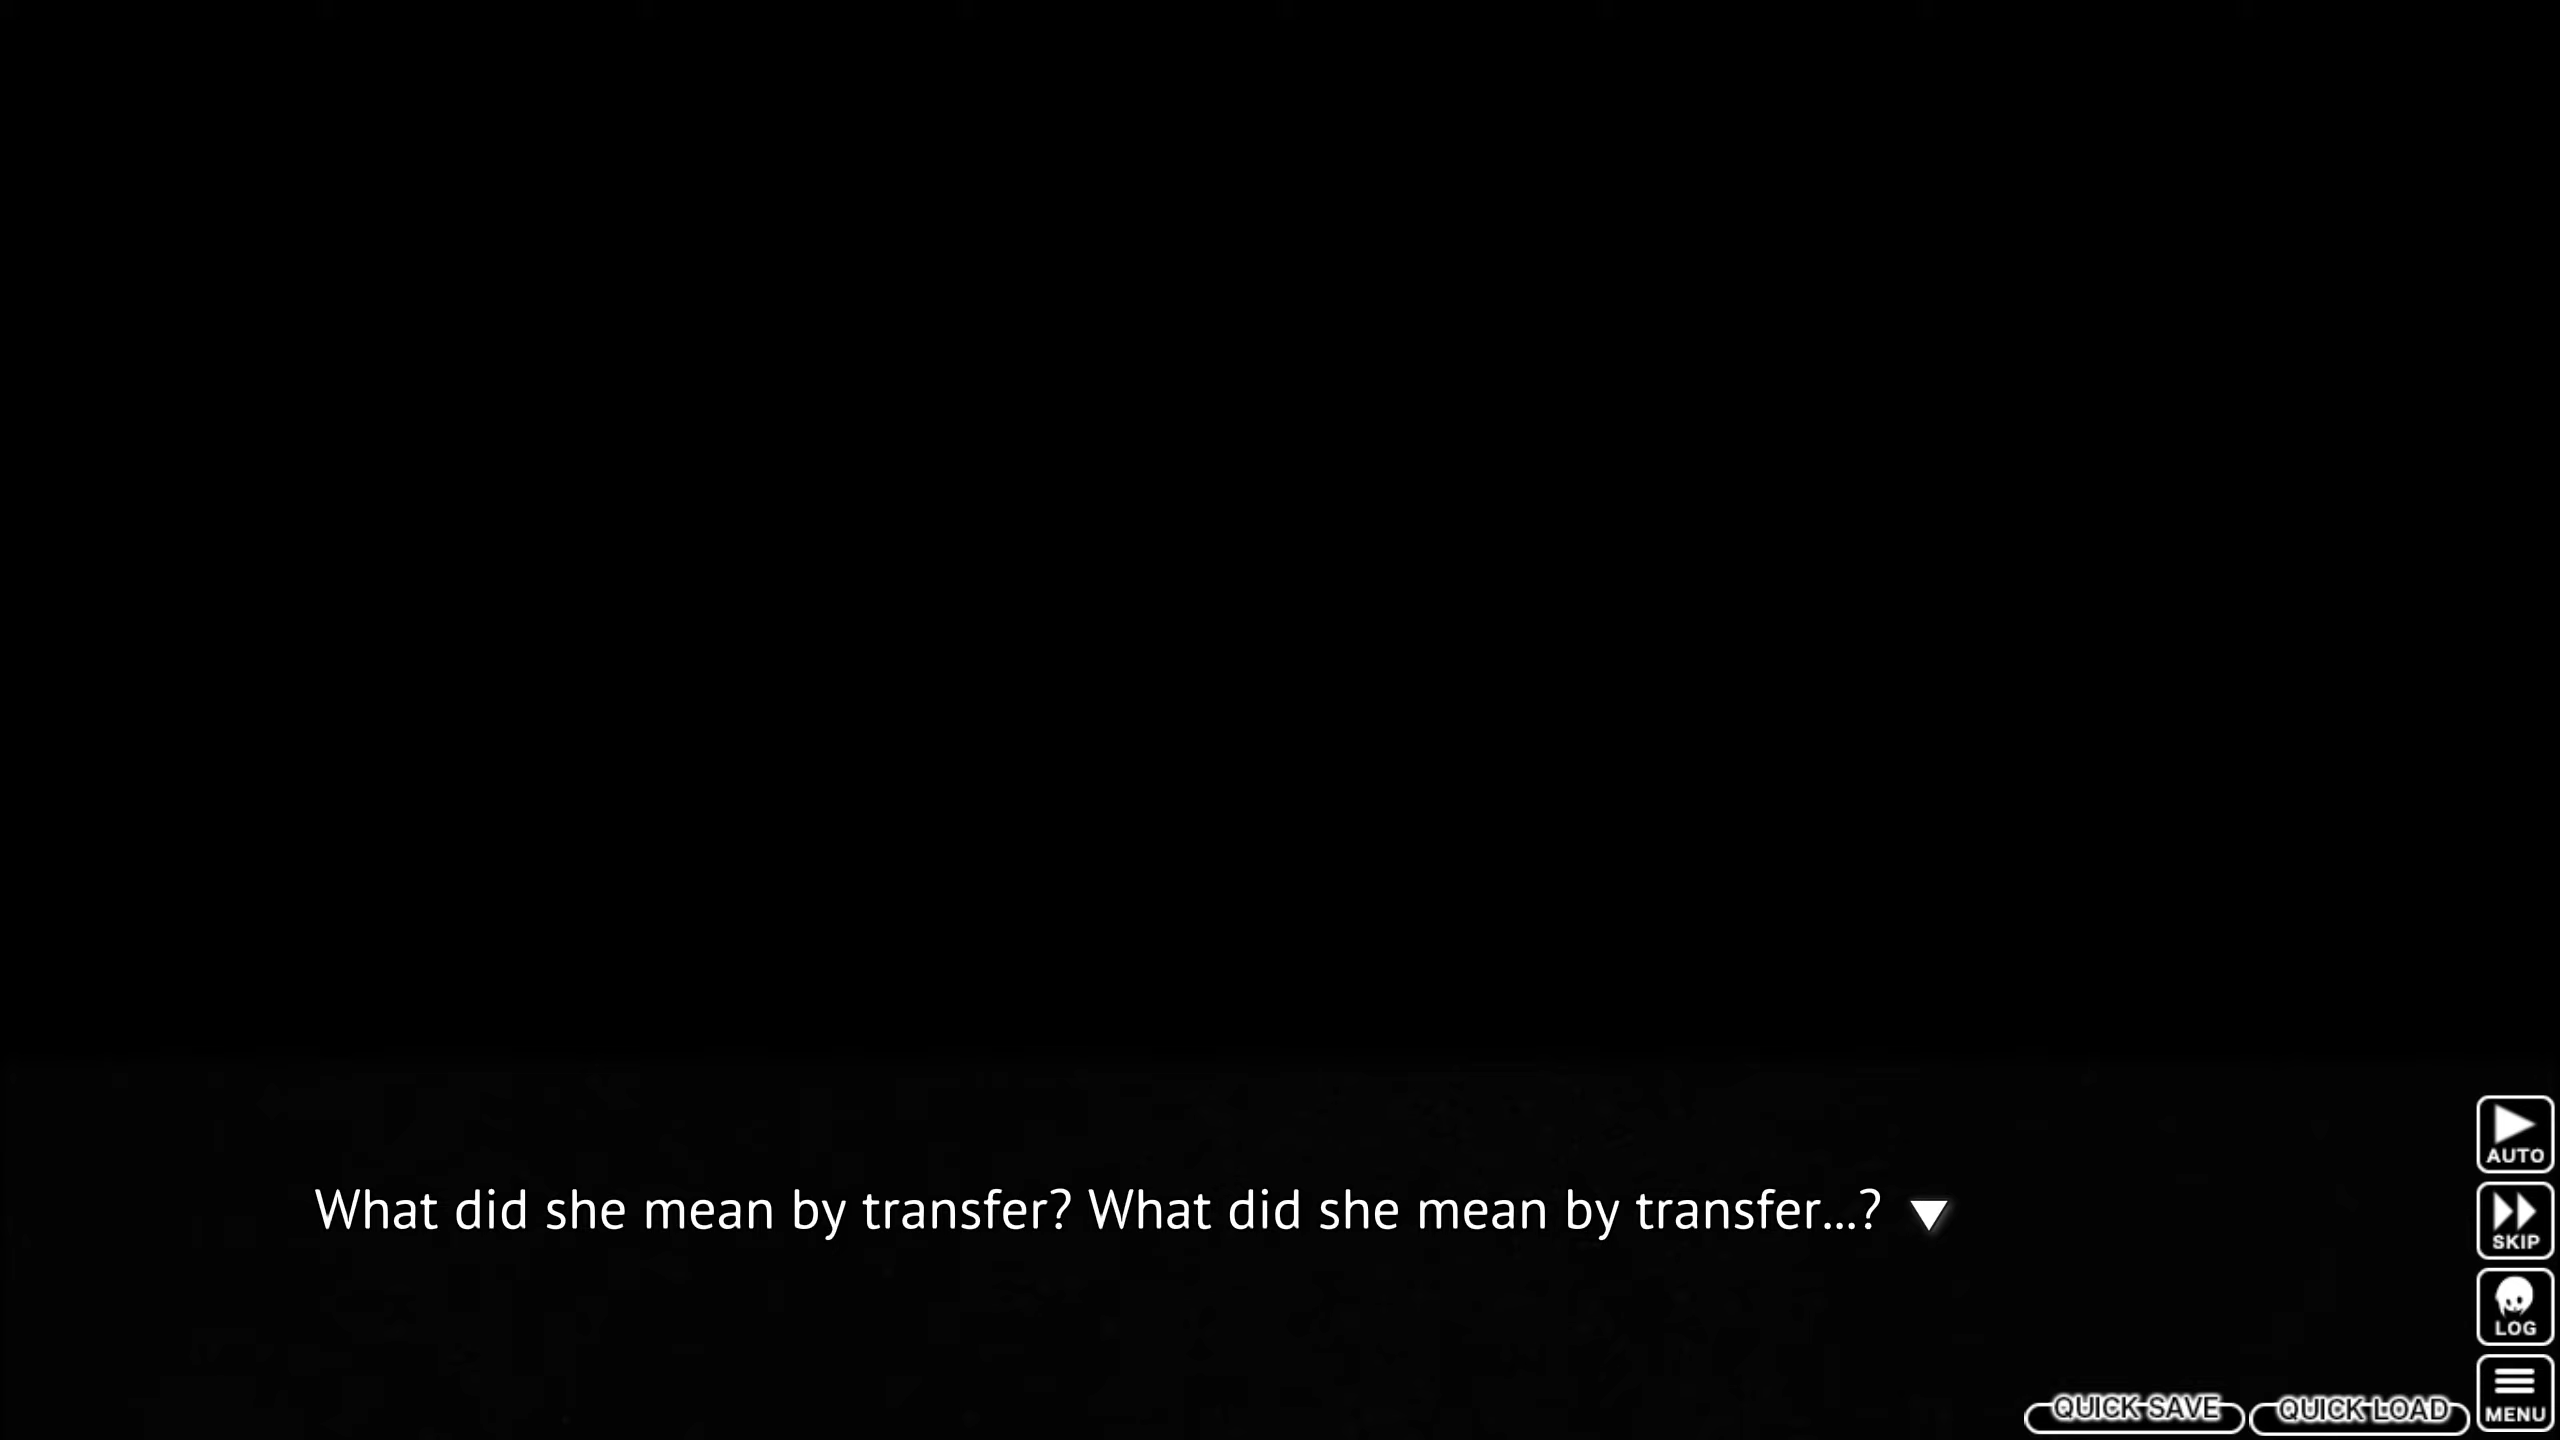 What did she mean by transfer? What did she mean by transfer...?
AUTO
SKIP
LOG
MENU
QUICK SAVE
QUICK LOAD